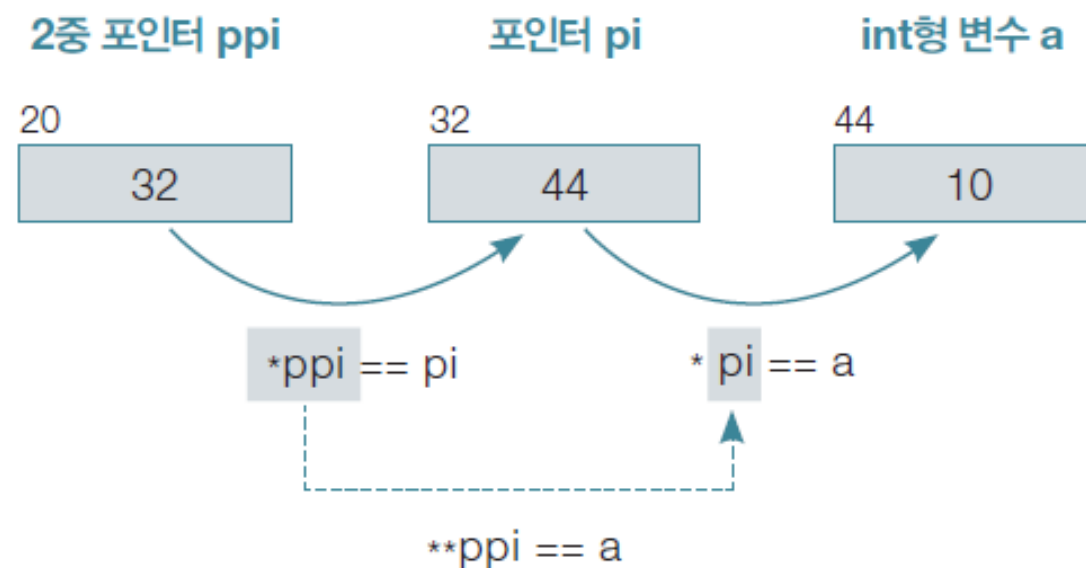 2중 포인터 ppi 포인터 pi int형 변수 a
20 32 44
32 44 10
*ppi == pi * pi == a
**ppi == a